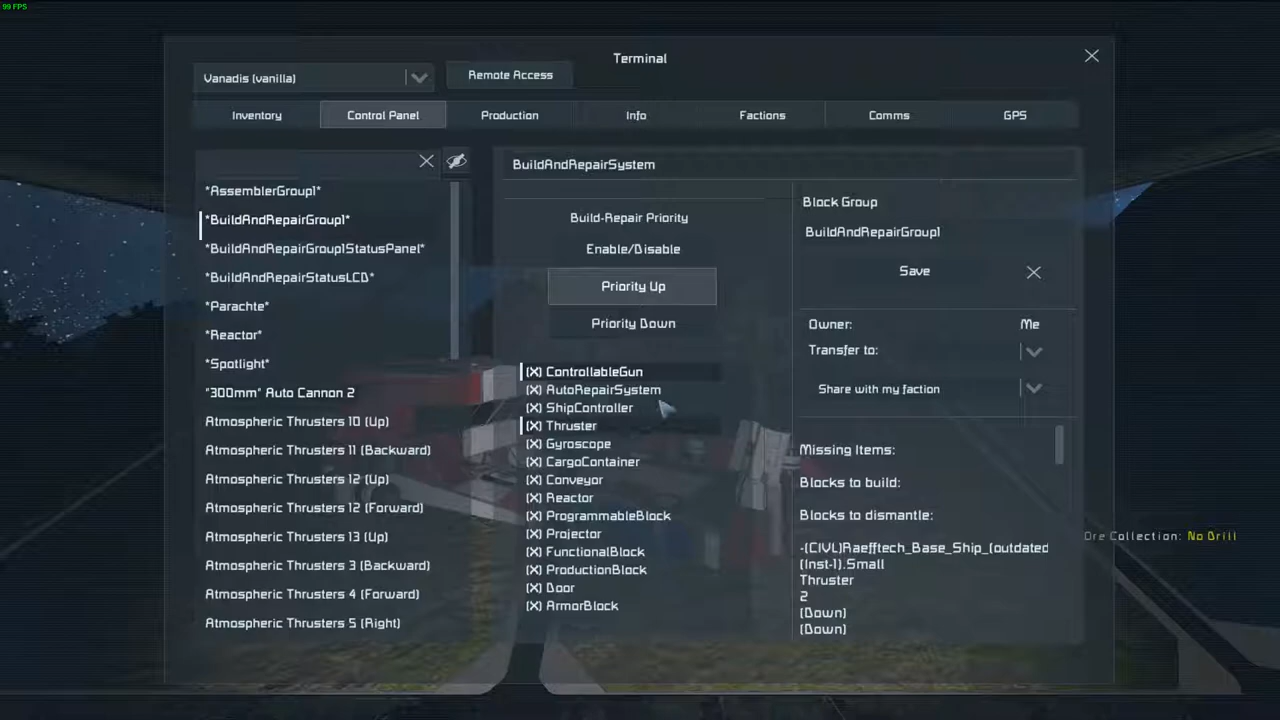 99 FPS
Terminal
Vanadis (vanilla)
Remote Access
Inventory
Control Panel
Production
Info
Factions
Comms
GPS
*AssemblerGroup1*
*BuildAndRepairGroup1*
*BuildAndRepairGroup1StatusPanel*
*BuildAndRepairStatusLCD*
*Parachte*
*Reactor*
*Spotlight*
"300mm" Auto Cannon 2
Atmospheric Thrusters 10 (Up)
Atmospheric Thrusters 11 (Backward)
Atmospheric Thrusters 12 (Up)
Atmospheric Thrusters 12 (Forward)
Atmospheric Thrusters 13 (Up)
Atmospheric Thrusters 3 (Backward)
Atmospheric Thrusters 4 (Forward)
Atmospheric Thrusters 5 (Right)
BuildAndRepairSystem
Build-Repair Priority
Enable/Disable
Priority Up
Priority Down
(X) ControllableGun
(X) AutoRepairSystem
(X) ShipController
(X) Thruster
(X) Gyroscope
(X) CargoContainer
(X) Conveyor
(X) Reactor
(X) ProgrammableBlock
(X) Projector
(X) FunctionalBlock
(X) ProductionBlock
(X) Door
(X) ArmorBlock
Block Group
BuildAndRepairGroup1
Save
Owner: Me
Transfer to:
Share with my faction
Missing Items:
Blocks to build:
Blocks to dismantle:
-(CIVL)Raefftech_Base_Ship_(outdated
(Inst-1).Small
Thruster
2
(Down)
(Down)
Ore Collection: No Drill